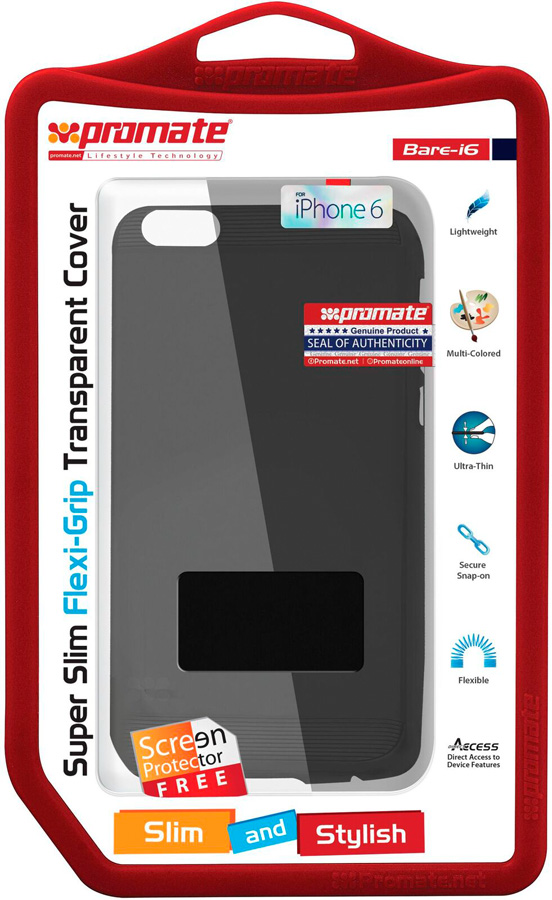 promate
promate
promate.net Lifestyle Technology
Bare-i6
Super Slim Flexi-Grip Transparent Cover
FOR
iPhone 6
promate
Genuine Product
SEAL OF AUTHENTICITY
Promate.net Promateonline
Lightweight
Multi-Colored
Ultra-Thin
Secure
Snap-on
Flexible
Aecess
Direct Access to
Device Features
Screen
Protector
FREE
Slim and Stylish
promate
Promate.net